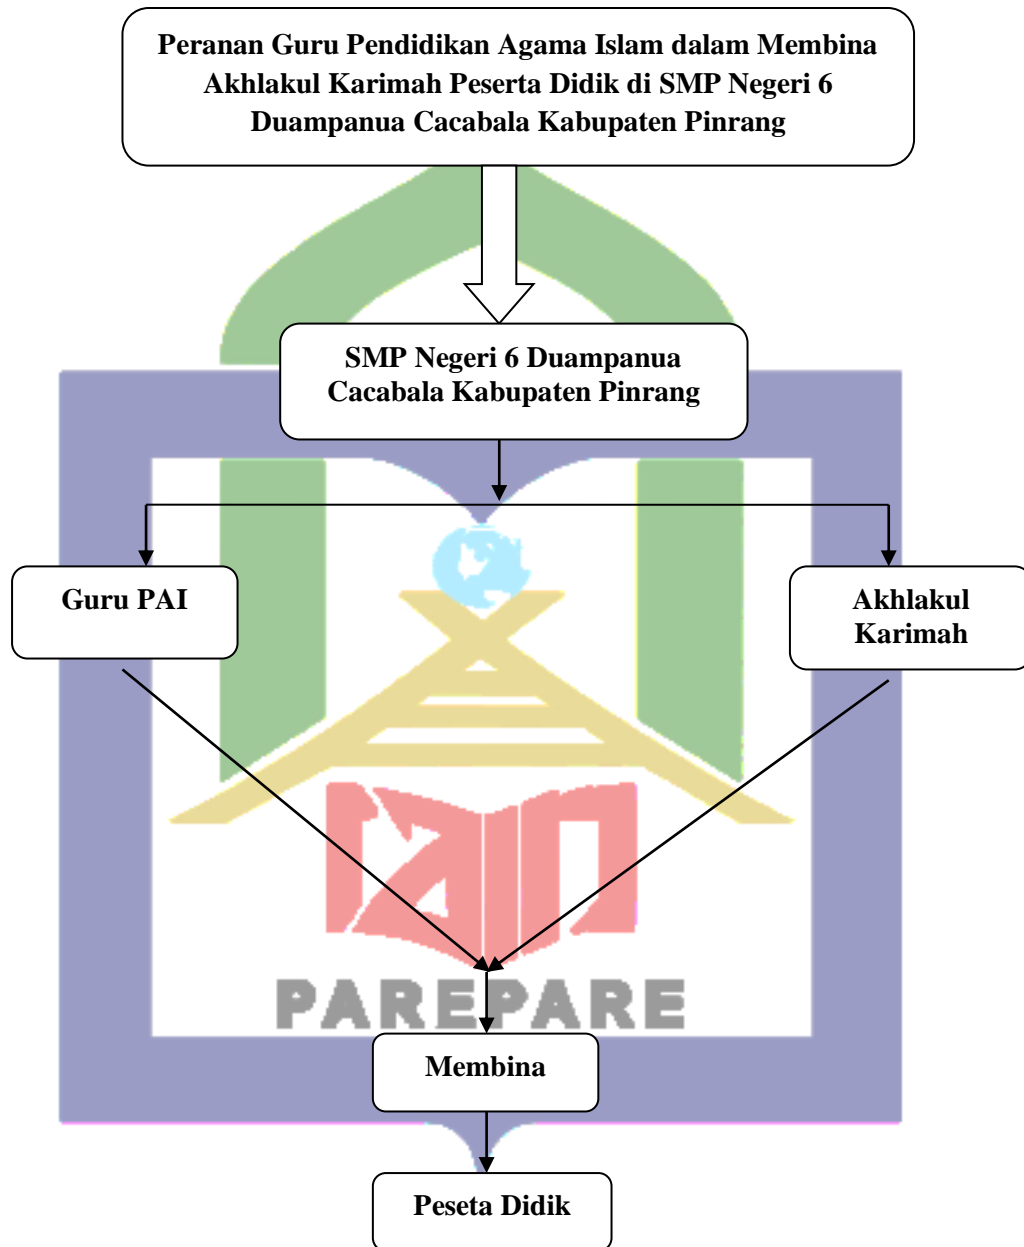 Peranan Guru Pendidikan Agama Islam dalam Membina
Akhlakul Karimah Peserta Didik di SMP Negeri 6
Duampanua Cacabala Kabupaten Pinrang
SMP Negeri 6 Duampanua
Cacabala Kabupaten Pinrang
Guru PAI
Akhlakul
Karimah
iain
PAREPARE
Membina
Peseta Didik